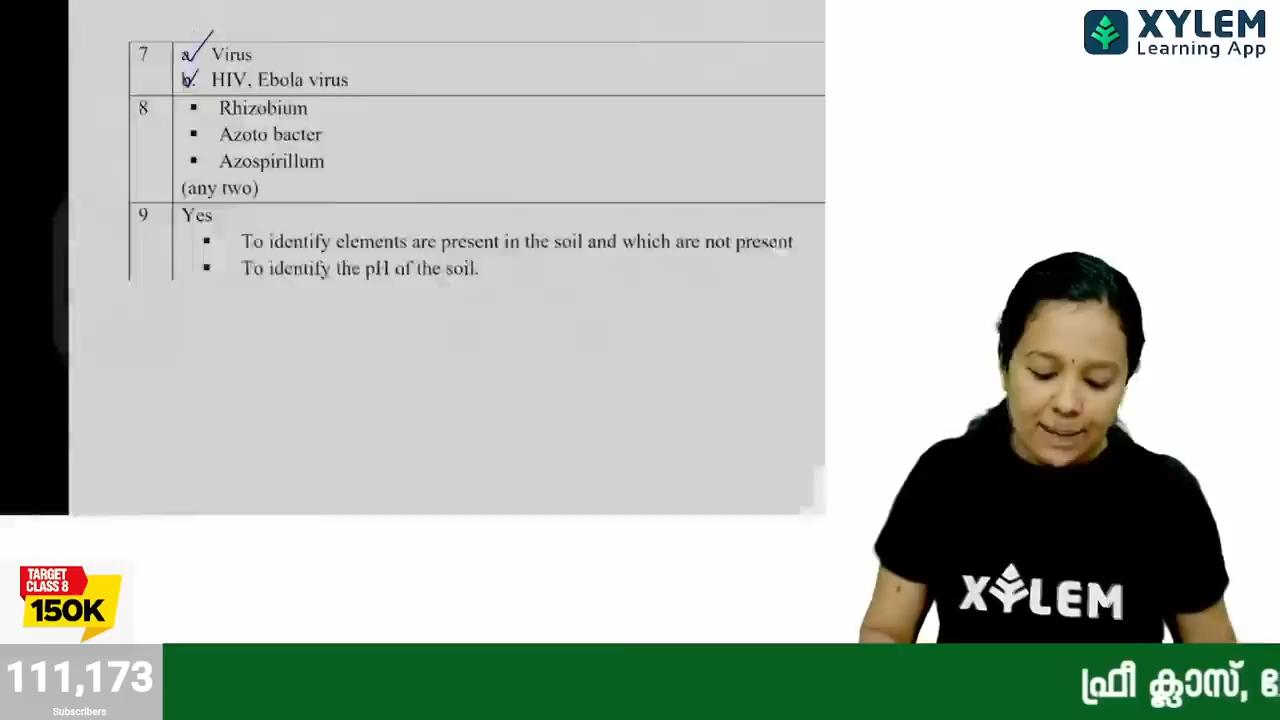 XYLEM
Learning App
7 a. Virus
b. HIV, Ebola virus
8 ▪ Rhizobium
▪ Azoto bacter
▪ Azospirillum
(any two)
9 Yes
▪ To identify elements are present in the soil and which are not present
▪ To identify the pH of the soil.
XYLEM
TARGET
CLASS 8
150K
111,173
Subscribers
ഫ്രീ ക്ലാസ്,